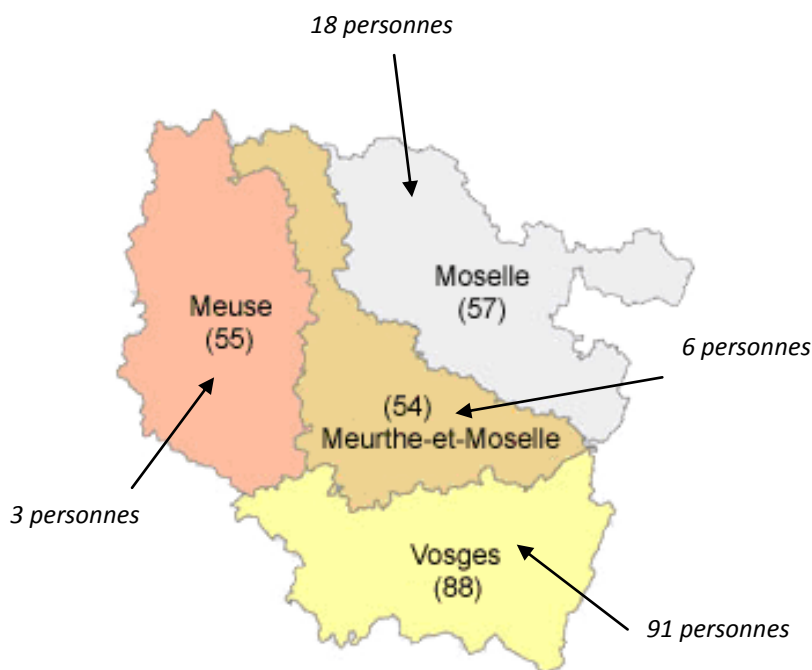 18 personnes
Moselle
(57)
Meuse
(55)
6 personnes
(54)
Meurthe-et-Moselle
3 personnes
Vosges
(88)
91 personnes